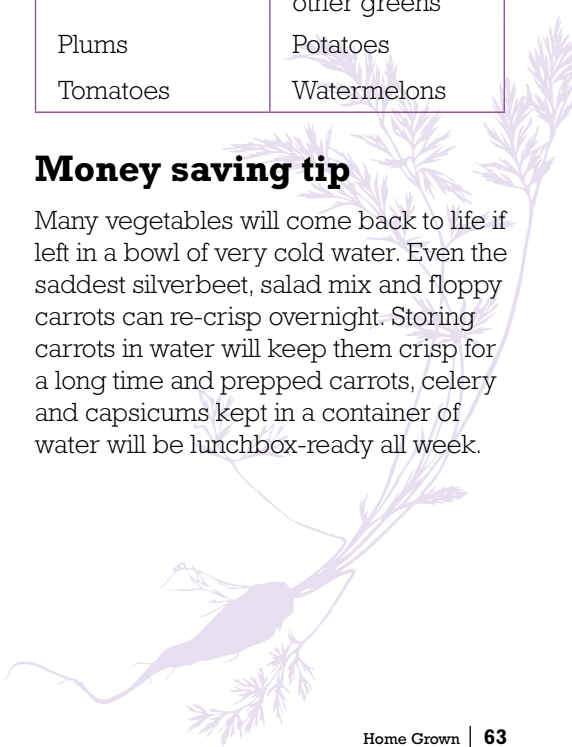 other greens
Plums Potatoes
Tomatoes Watermelons
Money saving tip
Many vegetables will come back to life if
left in a bowl of very cold water. Even the
saddest silverbeet, salad mix and floppy
carrots can re-crisp overnight. Storing
carrots in water will keep them crisp for
a long time and prepped carrots, celery
and capsicums kept in a container of
water will be lunchbox-ready all week.
Home Grown | 63